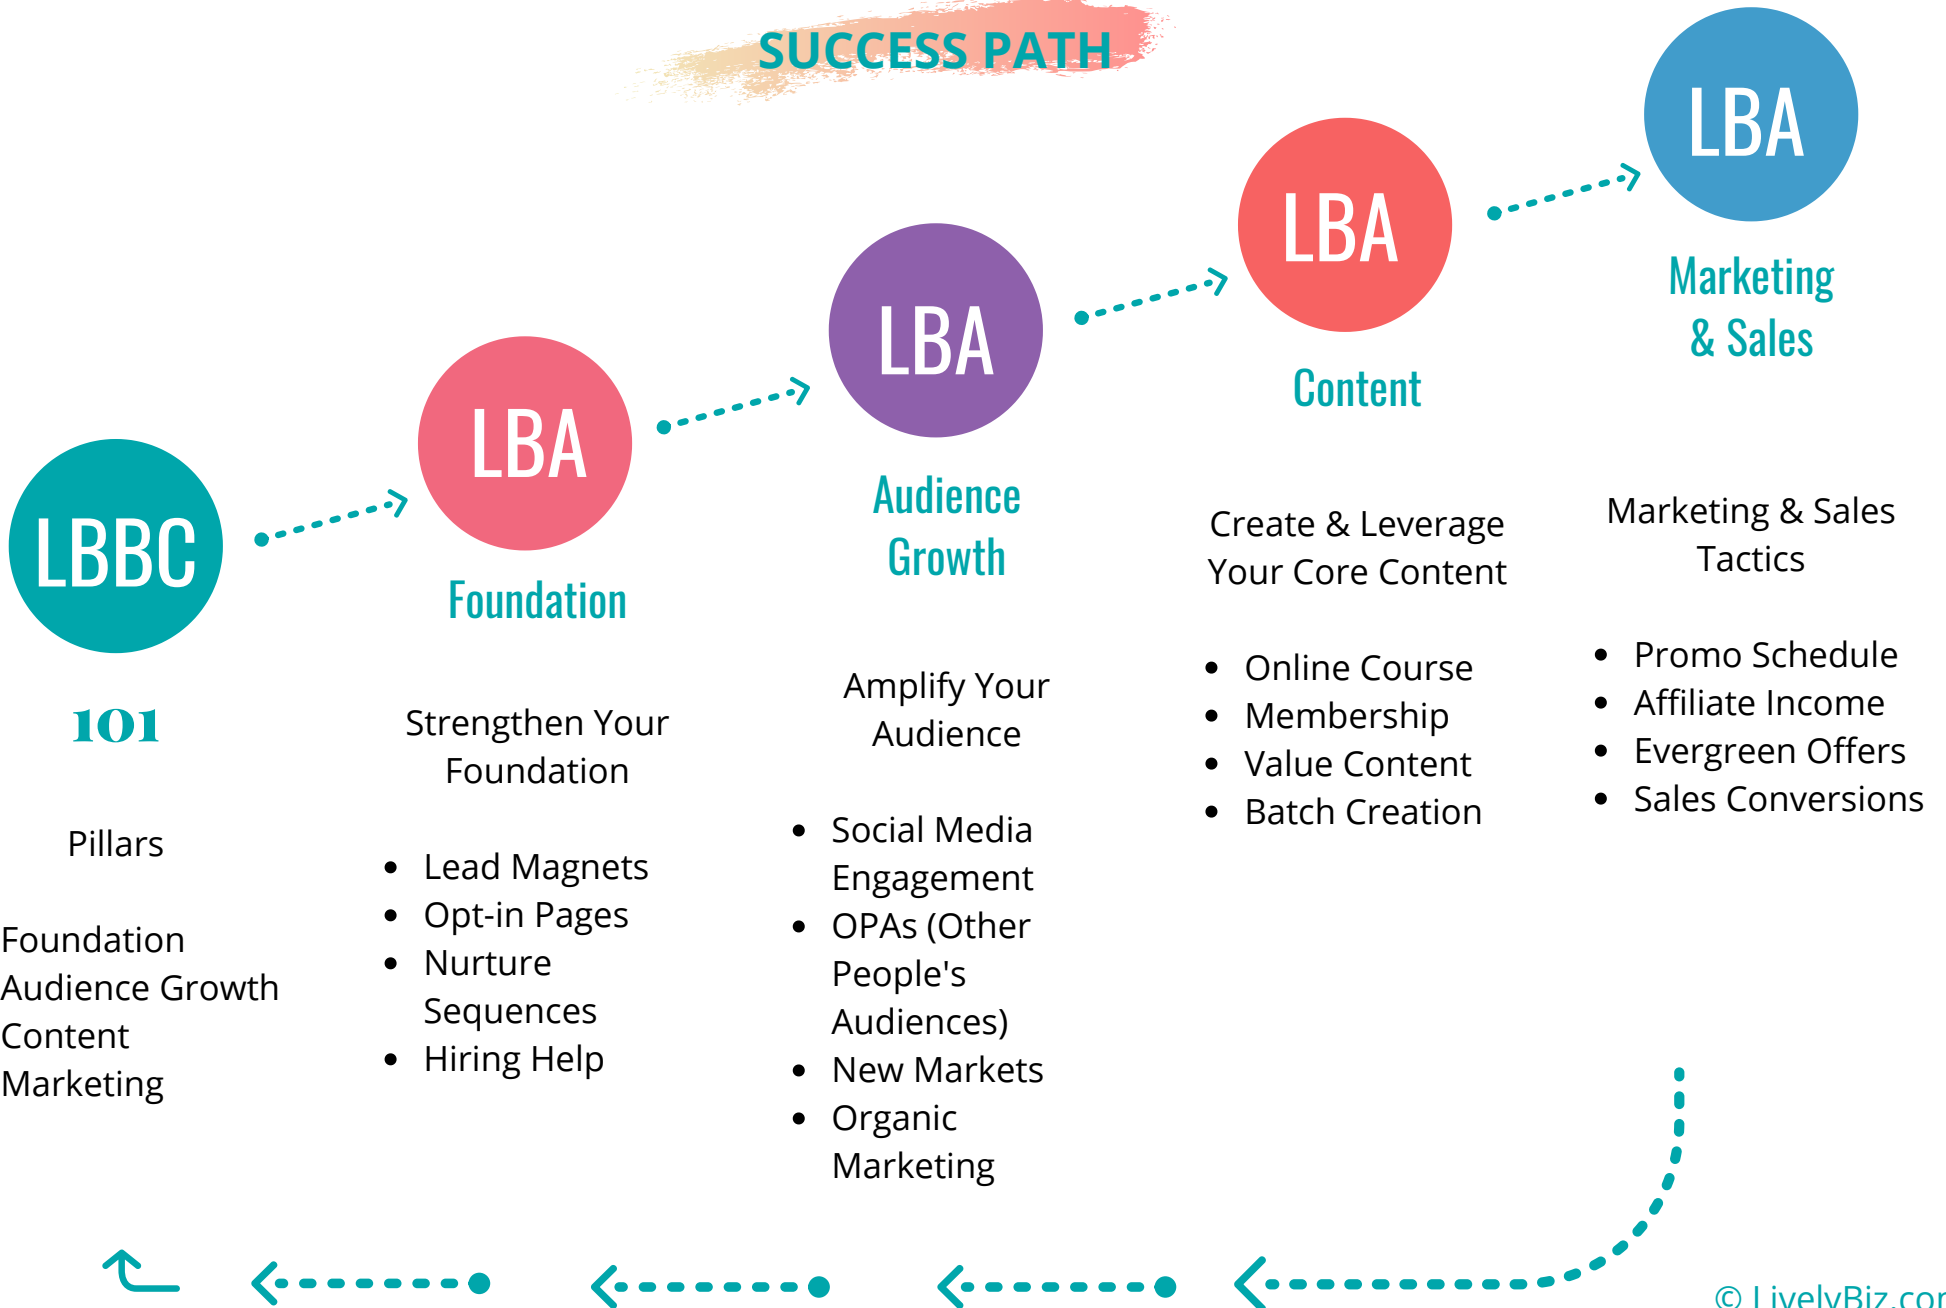 SUCCESS PATH
LBBC
101
Pillars
Foundation
Audience Growth
Content
Marketing
LBA
Foundation
Strengthen Your
Foundation
• Lead Magnets
• Opt-in Pages
• Nurture
Sequences
• Hiring Help
LBA
Audience
Growth
Amplify Your
Audience
• Social Media
Engagement
• OPAs (Other
People's
Audiences)
• New Markets
• Organic
Marketing
LBA
Content
Create & Leverage
Your Core Content
• Online Course
• Membership
• Value Content
• Batch Creation
LBA
Marketing
& Sales
Marketing & Sales
Tactics
• Promo Schedule
• Affiliate Income
• Evergreen Offers
• Sales Conversions
© LivelyBiz.com